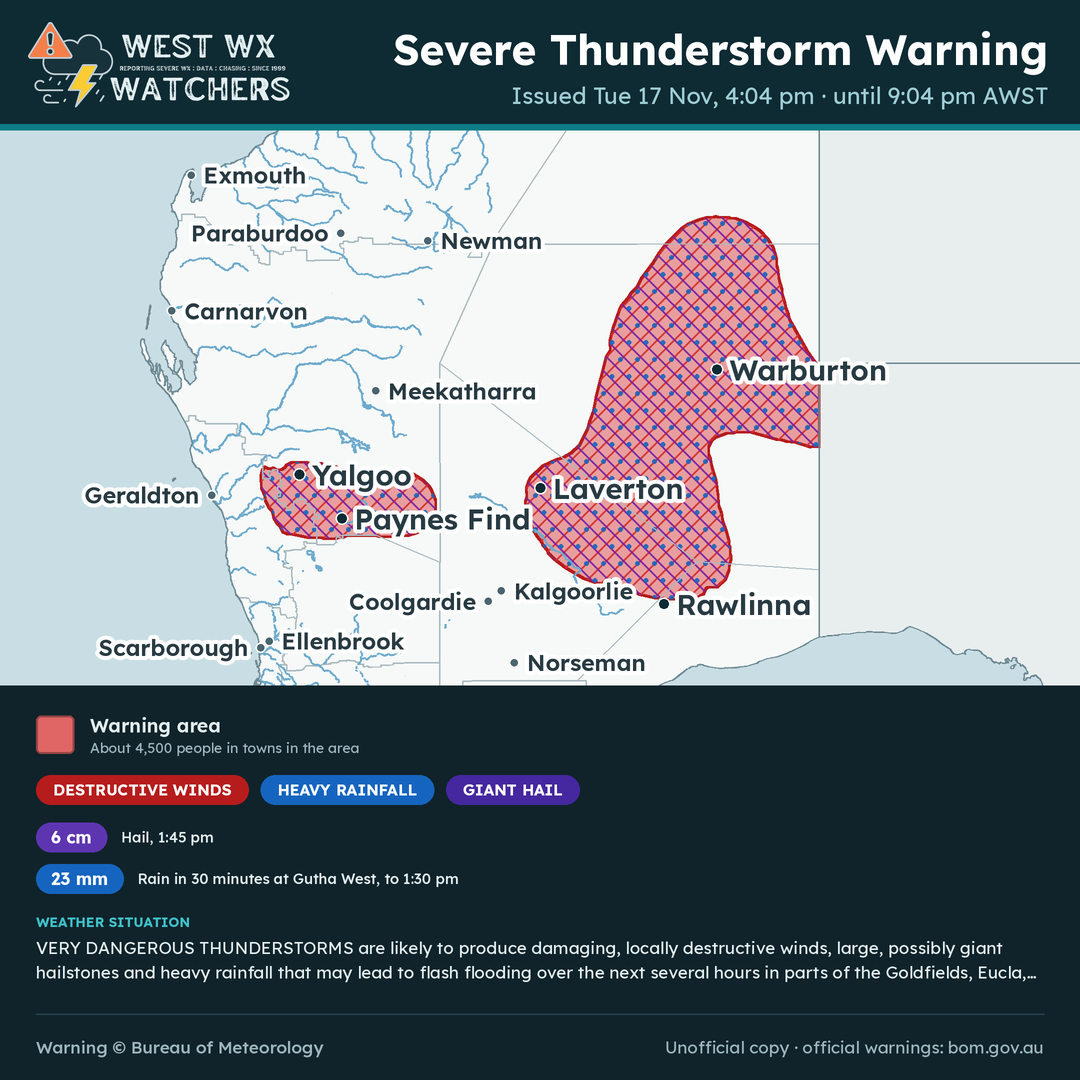 WEST WX
REPORTING SEVERE WX : DATA : CHASING : SINCE 1999
WATCHERS
Severe Thunderstorm Warning
Issued Tue 17 Nov, 4:04 pm · until 9:04 pm AWST
Exmouth
Paraburdoo
Newman
Carnarvon
Warburton
Meekatharra
Yalgoo
Laverton
Geraldton
Paynes Find
Kalgoorlie
Coolgardie
Rawlinna
Ellenbrook
Scarborough
Norseman
Warning area
About 4,500 people in towns in the area
DESTRUCTIVE WINDS
HEAVY RAINFALL
GIANT HAIL
6 cm Hail, 1:45 pm
23 mm Rain in 30 minutes at Gutha West, to 1:30 pm
WEATHER SITUATION
VERY DANGEROUS THUNDERSTORMS are likely to produce damaging, locally destructive winds, large, possibly giant
hailstones and heavy rainfall that may lead to flash flooding over the next several hours in parts of the Goldfields, Eucla,…
Warning © Bureau of Meteorology
Unofficial copy · official warnings: bom.gov.au